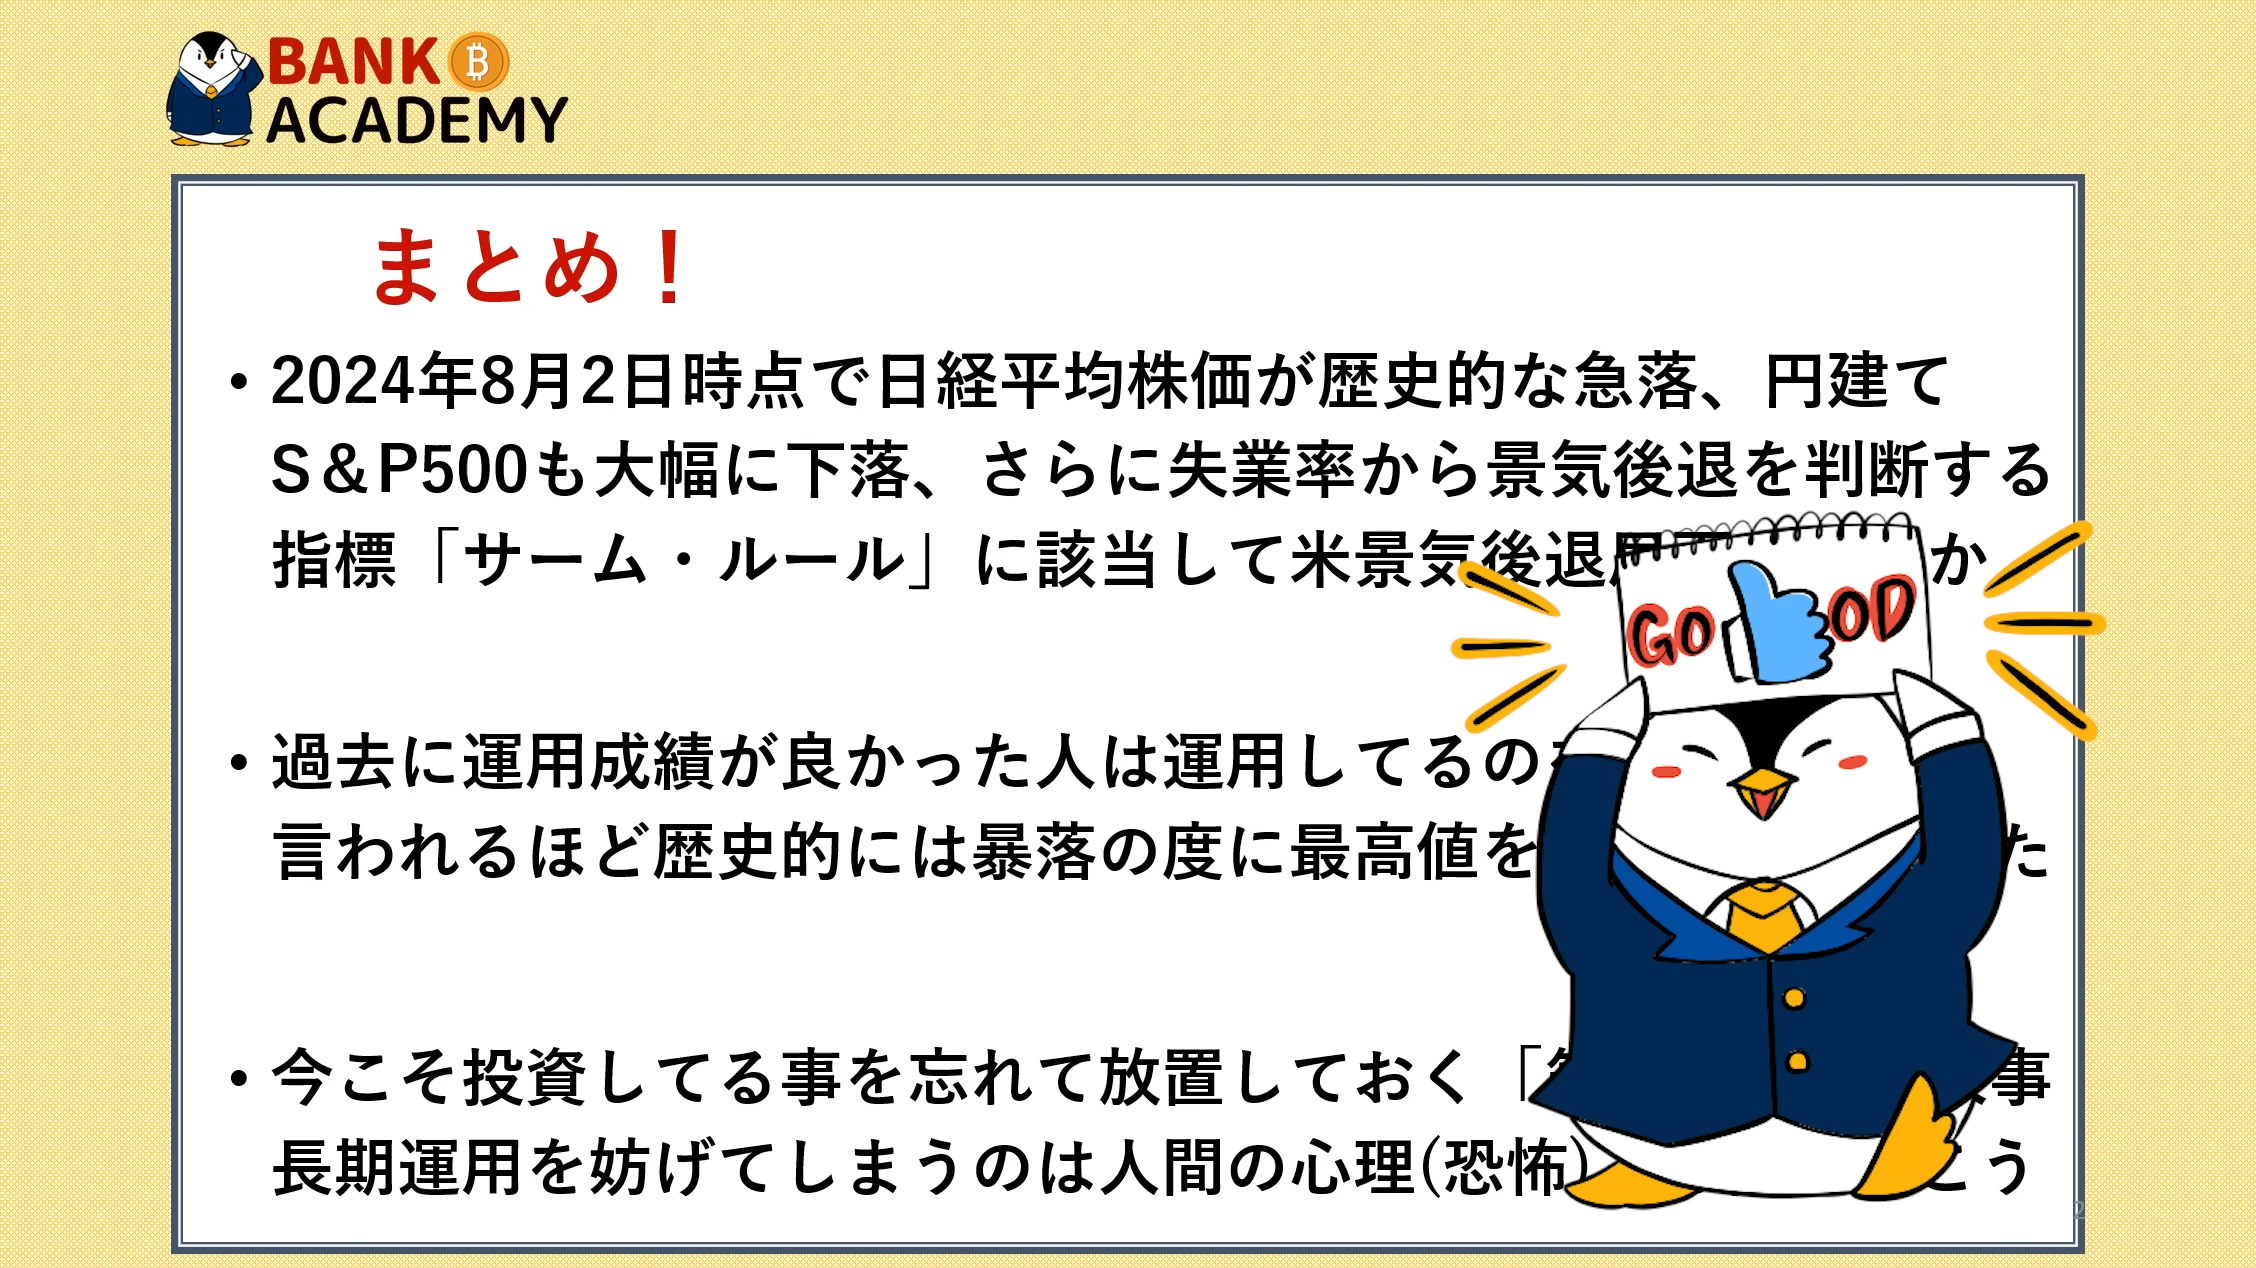 BANK
ACADEMY
まとめ！
・2024年8月2日時点で日経平均株価が歴史的な急落、円建て
S＆P500も大幅に下落、さらに失業率から景気後退を判断する
指標「サーム・ルール」に該当して米景気後退 か
GOOD
・過去に運用成績が良かった人は運用してるの
言われるほど歴史的には暴落の度に最高値を た
・今こそ投資してる事を忘れて放置しておく「 事
長期運用を妨げてしまうのは人間の心理(恐怖) こう
2